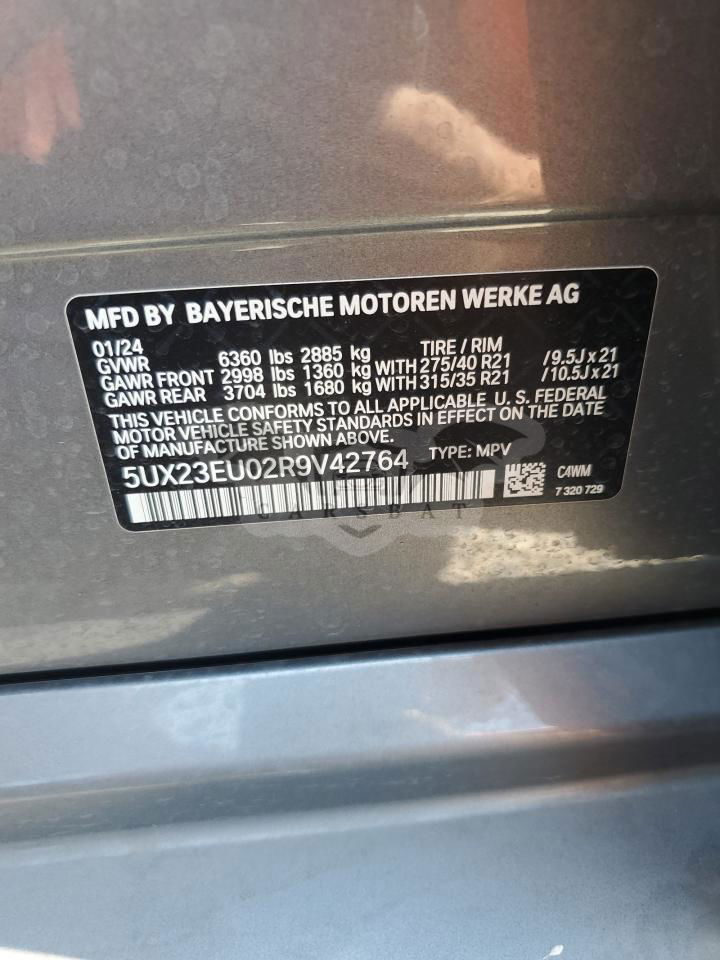 MFD BY BAYERISCHE MOTOREN WERKE AG
01/24 TIRE / RIM
GVWR 6360 lbs 2885 kg
GAWR FRONT 2998 lbs 1360 kg WITH 275/40 R21 /9.5J x 21
GAWR REAR 3704 lbs 1680 kg WITH 315/35 R21 /10.5J x 21
THIS VEHICLE CONFORMS TO ALL APPLICABLE U. S. FEDERAL
MOTOR VEHICLE SAFETY STANDARDS IN EFFECT ON THE DATE
OF MANUFACTURE SHOWN ABOVE.
5UX23EU02R9V42764 TYPE: MPV
C4WM
7 320 729
CARSBAT